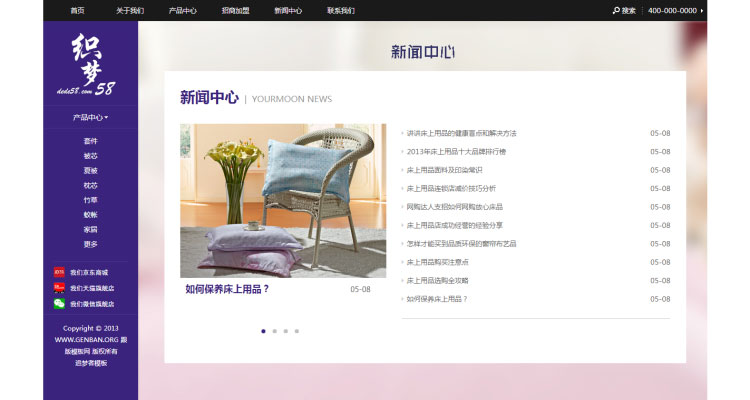 首页 关于我们 产品中心 招商加盟 新闻中心 联系我们 搜索 400-000-0000
织梦58
dede58.com
产品中心
套件
被芯
夏被
枕芯
竹草
蚊帐
家居
更多
我们京东商城
我们天猫旗舰店
我们微信旗舰店
Copyright © 2013
WWW.GENBAN.ORG 跟
版模板网 版权所有
追梦者模板
新闻中心
新闻中心 | YOURMOON NEWS
如何保养床上用品？ 05-08
讲讲床上用品的健康盲点和解决方法 05-08
2013年床上用品十大品牌排行榜 05-08
床上用品面料及印染常识 05-08
床上用品连锁店减价技巧分析 05-08
网购达人支招如何网购放心床品 05-08
床上用品店成功经营的经验分享 05-08
怎样才能买到品质环保的窗帘布艺品 05-08
床上用品购买注意点 05-08
床上用品选购全攻略 05-08
如何保养床上用品？ 05-08